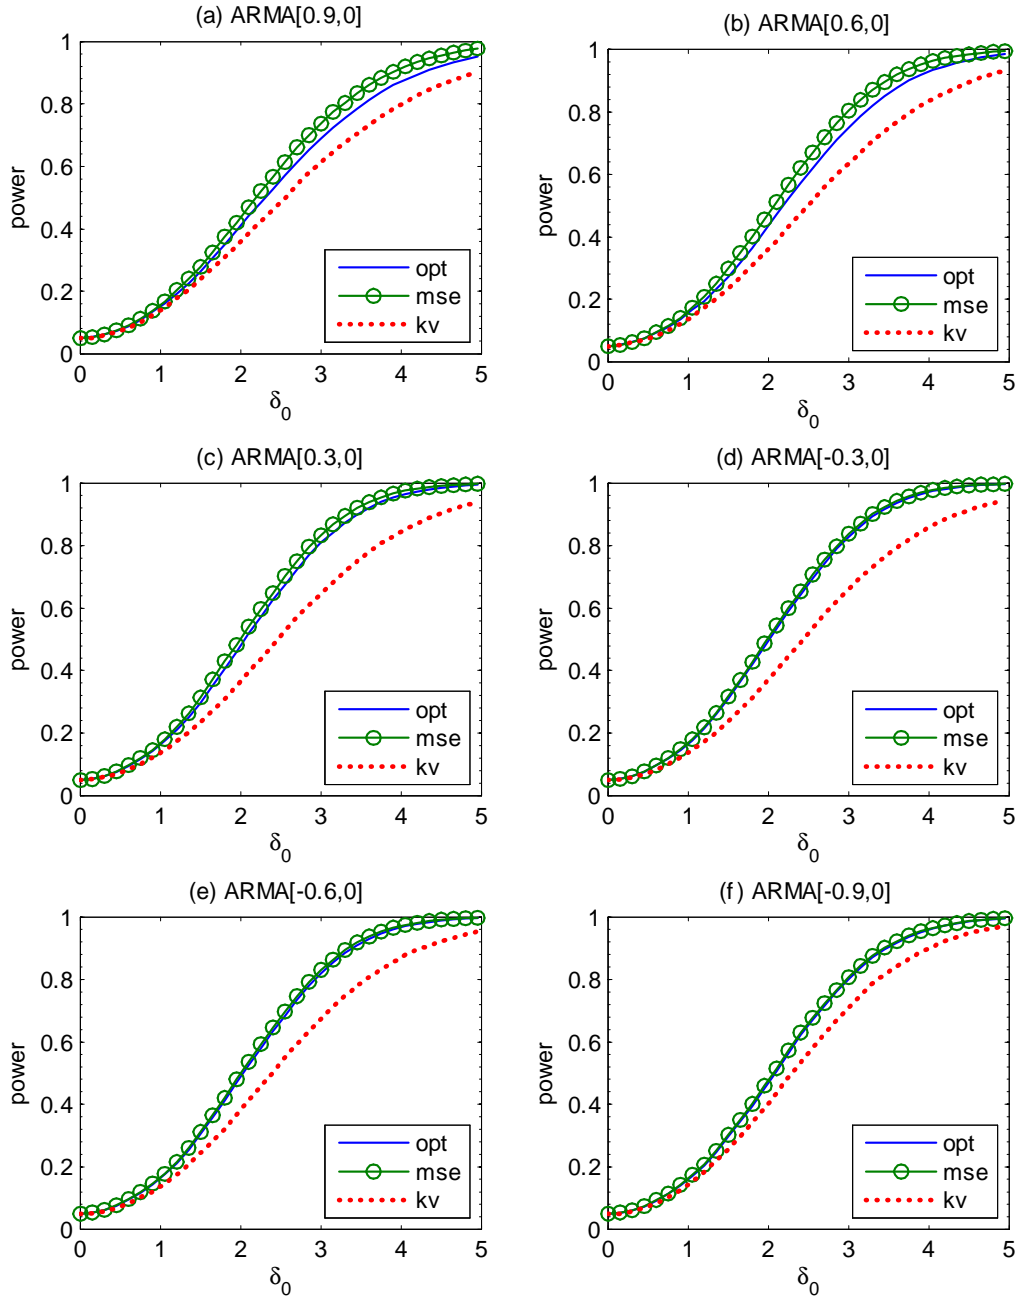 (a) ARMA[0.9,0]
1
0.8
0.6
0.4
0.2
0
power
0 1 2 3 4 5
δ0
opt
mse
kv
(b) ARMA[0.6,0]
1
0.8
0.6
0.4
0.2
0
power
0 1 2 3 4 5
δ0
opt
mse
kv
(c) ARMA[0.3,0]
1
0.8
0.6
0.4
0.2
0
power
0 1 2 3 4 5
δ0
opt
mse
kv
(d) ARMA[-0.3,0]
1
0.8
0.6
0.4
0.2
0
power
0 1 2 3 4 5
δ0
opt
mse
kv
(e) ARMA[-0.6,0]
1
0.8
0.6
0.4
0.2
0
power
0 1 2 3 4 5
δ0
opt
mse
kv
(f) ARMA[-0.9,0]
1
0.8
0.6
0.4
0.2
0
power
0 1 2 3 4 5
δ0
opt
mse
kv